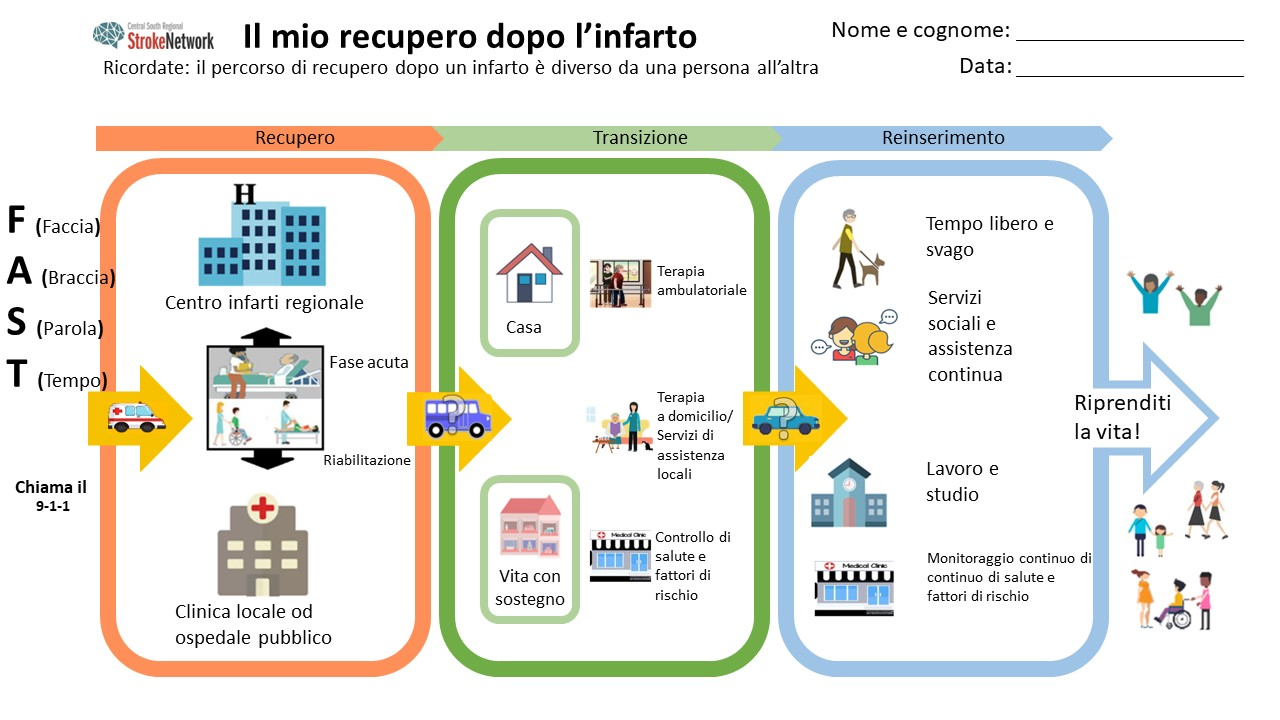 Central South Regional
StrokeNetwork
Il mio recupero dopo l’infarto
Ricordate: il percorso di recupero dopo un infarto è diverso da una persona all’altra
Nome e cognome: ____________________
Data: ____________________
Recupero
Transizione
Reinserimento
F (Faccia)
A (Braccia)
S (Parola)
T (Tempo)
Chiama il
9-1-1
H
Centro infarti regionale
Fase acuta
Riabilitazione
Clinica locale od
ospedale pubblico
?
Casa
Terapia
ambulatoriale
Terapia
a domicilio/
Servizi di
assistenza
locali
Vita con
sostegno
Medical Clinic
Controllo di
salute e
fattori di
rischio
?
Tempo libero e
svago
Servizi
sociali e
assistenza
continua
Lavoro e
studio
Medical Clinic
Monitoraggio continuo di
continuo di salute e
fattori di rischio
Riprenditi
la vita!